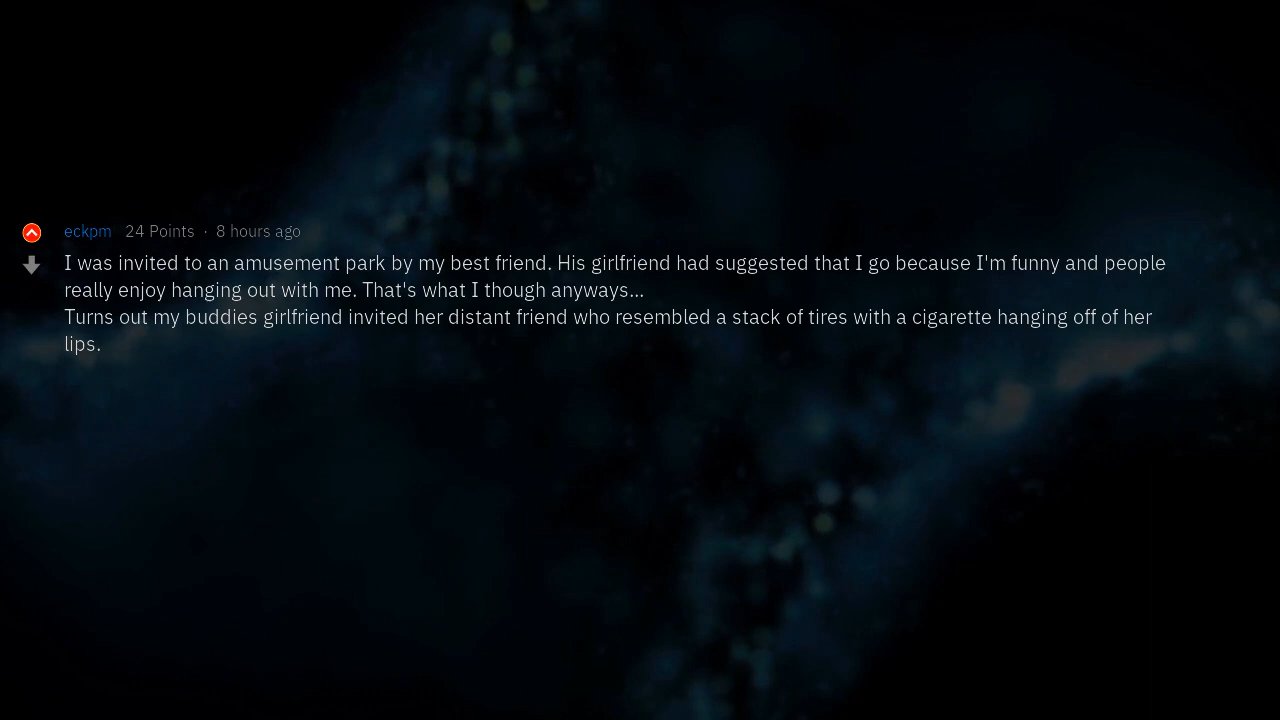 eckpm 24 Points · 8 hours ago
I was invited to an amusement park by my best friend. His girlfriend had suggested that I go because I'm funny and people
really enjoy hanging out with me. That's what I though anyways...
Turns out my buddies girlfriend invited her distant friend who resembled a stack of tires with a cigarette hanging off of her
lips.